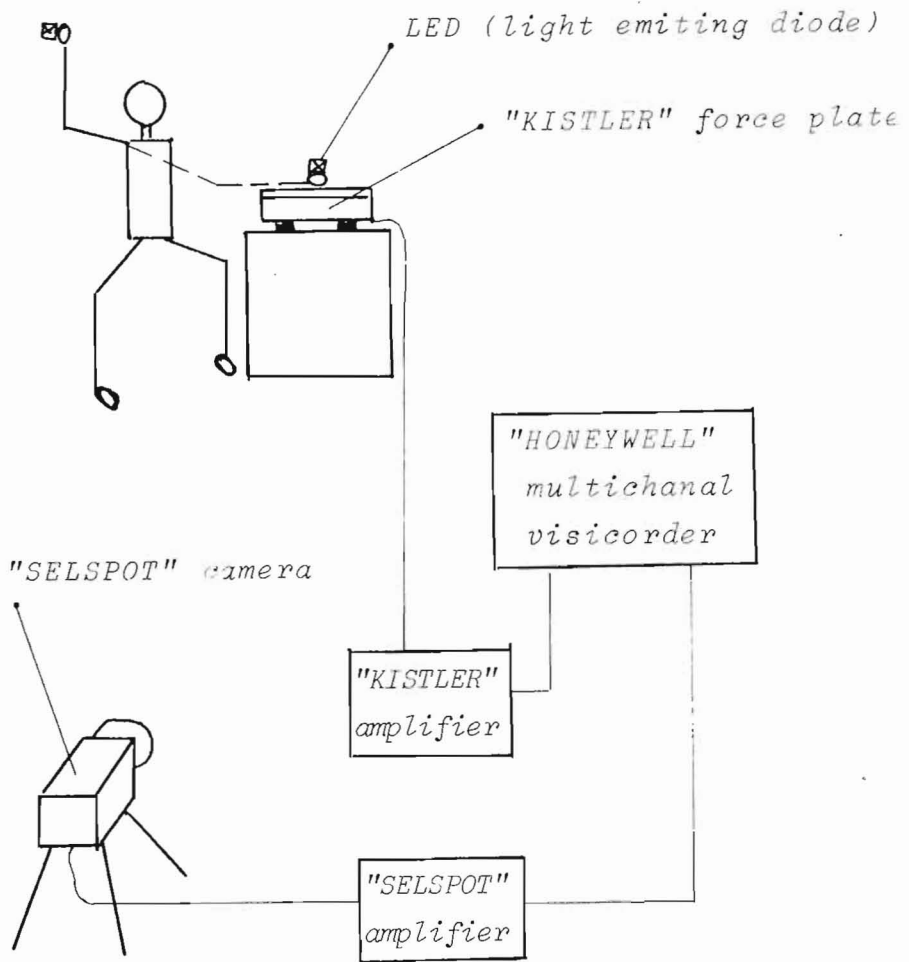 LED (light emiting diode)
"KISTLER" force plate
"HONEYWELL"
multichanal
visicorder
"SELSPOT" camera
"KISTLER"
amplifier
"SELSPOT"
amplifier